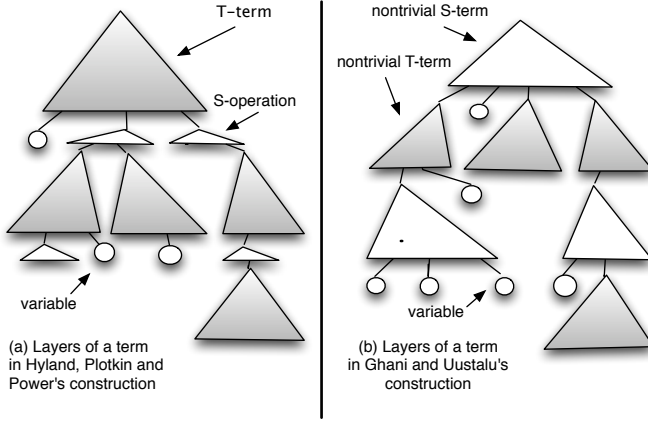 T-term
S-operation
variable
(a) Layers of a term
in Hyland, Plotkin and
Power's construction
nontrivial S-term
nontrivial T-term
variable
(b) Layers of a term
in Ghani and Uustalu's
construction